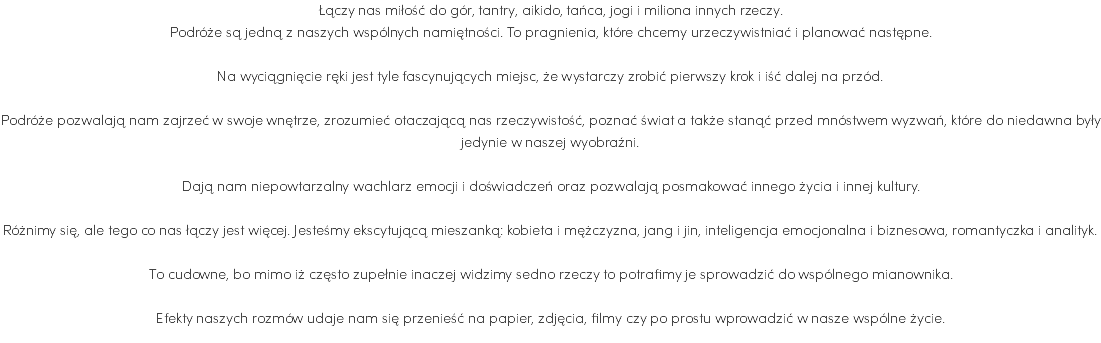 Łączy nas miłość do gór, tantry, aikido, tańca, jogi i miliona innych rzeczy.
Podróże są jedną z naszych wspólnych namiętności. To pragnienia, które chcemy urzeczywistniać i planować następne.
Na wyciągnięcie ręki jest tyle fascynujących miejsc, że wystarczy zrobić pierwszy krok i iść dalej na przód.
Podróże pozwalają nam zajrzeć w swoje wnętrze, zrozumieć otaczającą nas rzeczywistość, poznać świat a także stanąć przed mnóstwem wyzwań, które do niedawna były
jedynie w naszej wyobraźni.
Dają nam niepowtarzalny wachlarz emocji i doświadczeń oraz pozwalają posmakować innego życia i innej kultury.
Różnimy się, ale tego co nas łączy jest więcej. Jesteśmy ekscytującą mieszanką: kobieta i mężczyzna, jang i jin, inteligencja emocjonalna i biznesowa, romantyczka i analityk.
To cudowne, bo mimo iż często zupełnie inaczej widzimy sedno rzeczy to potrafimy je sprowadzić do wspólnego mianownika.
Efekty naszych rozmów udaje nam się przenieść na papier, zdjęcia, filmy czy po prostu wprowadzić w nasze wspólne życie.